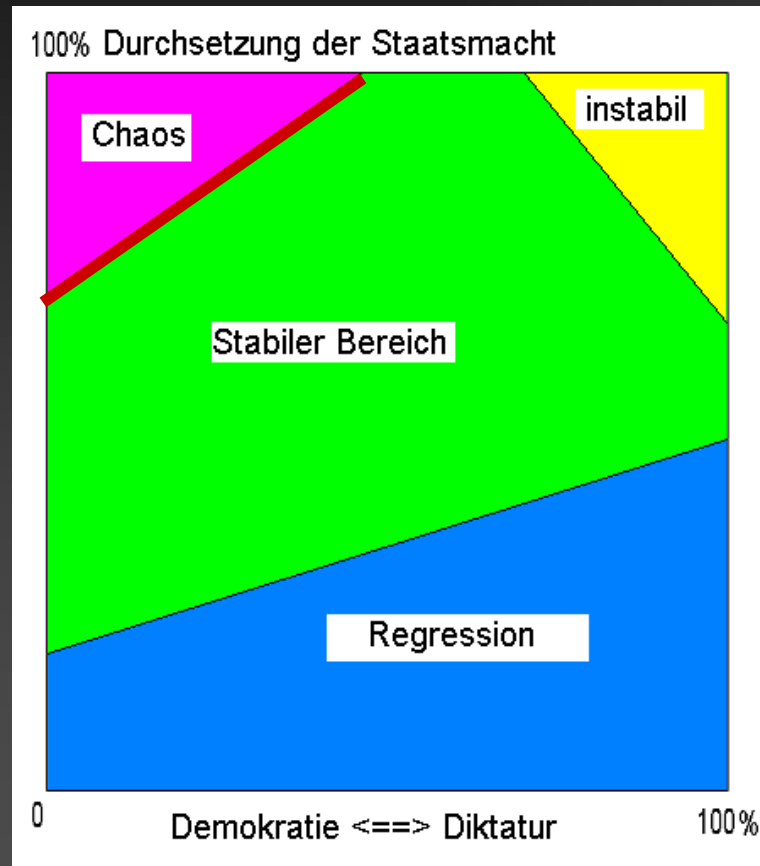 100% Durchsetzung der Staatsmacht
instabil
Chaos
Stabiler Bereich
Regression
0
Demokratie <==> Diktatur
100%